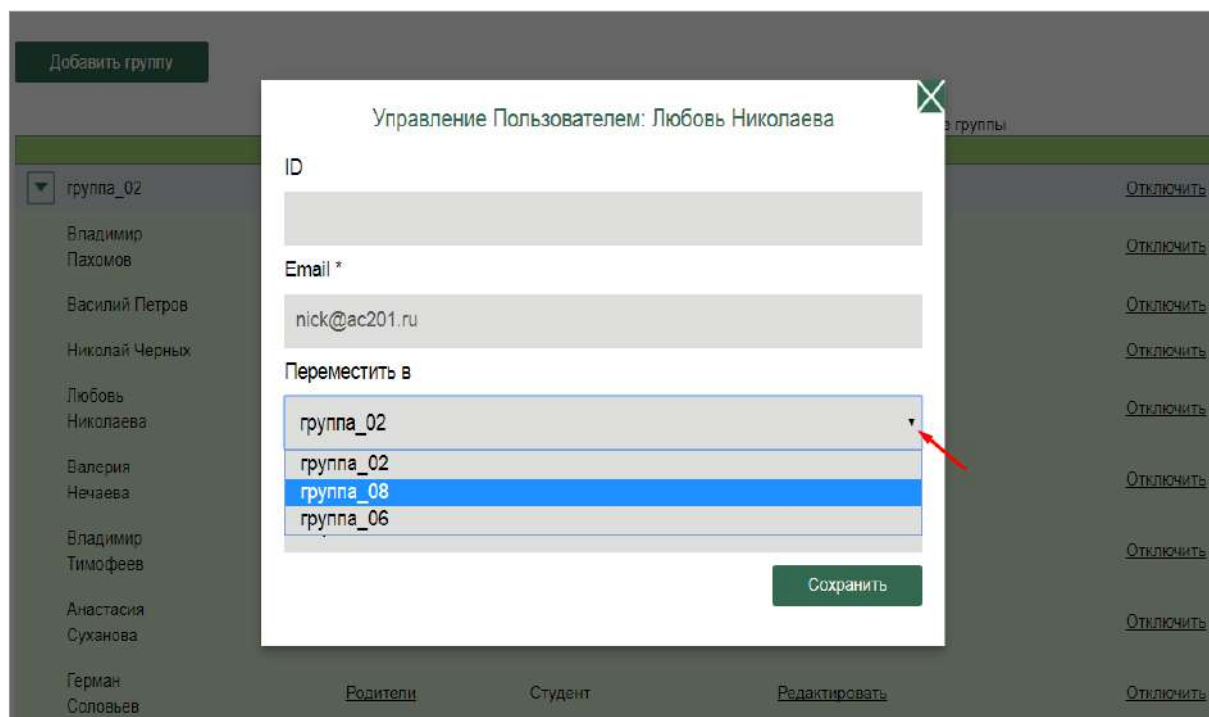 Добавить группу
Управление Пользователем: Любовь Николаева
е группы
ID
группа_02
Отключить
Владимир
Пахомов
Отключить
Email *
Василий Петров
nick@ac201.ru
Отключить
Николай Черных
Отключить
Переместить в
Любовь
Николаева
группа_02
Отключить
группа_02
Валерия
Нечаева
группа_08
Отключить
группа_06
Владимир
Тимофеев
Отключить
Сохранить
Анастасия
Суханова
Отключить
Герман
Соловьев
Родители
Студент
Редактировать
Отключить